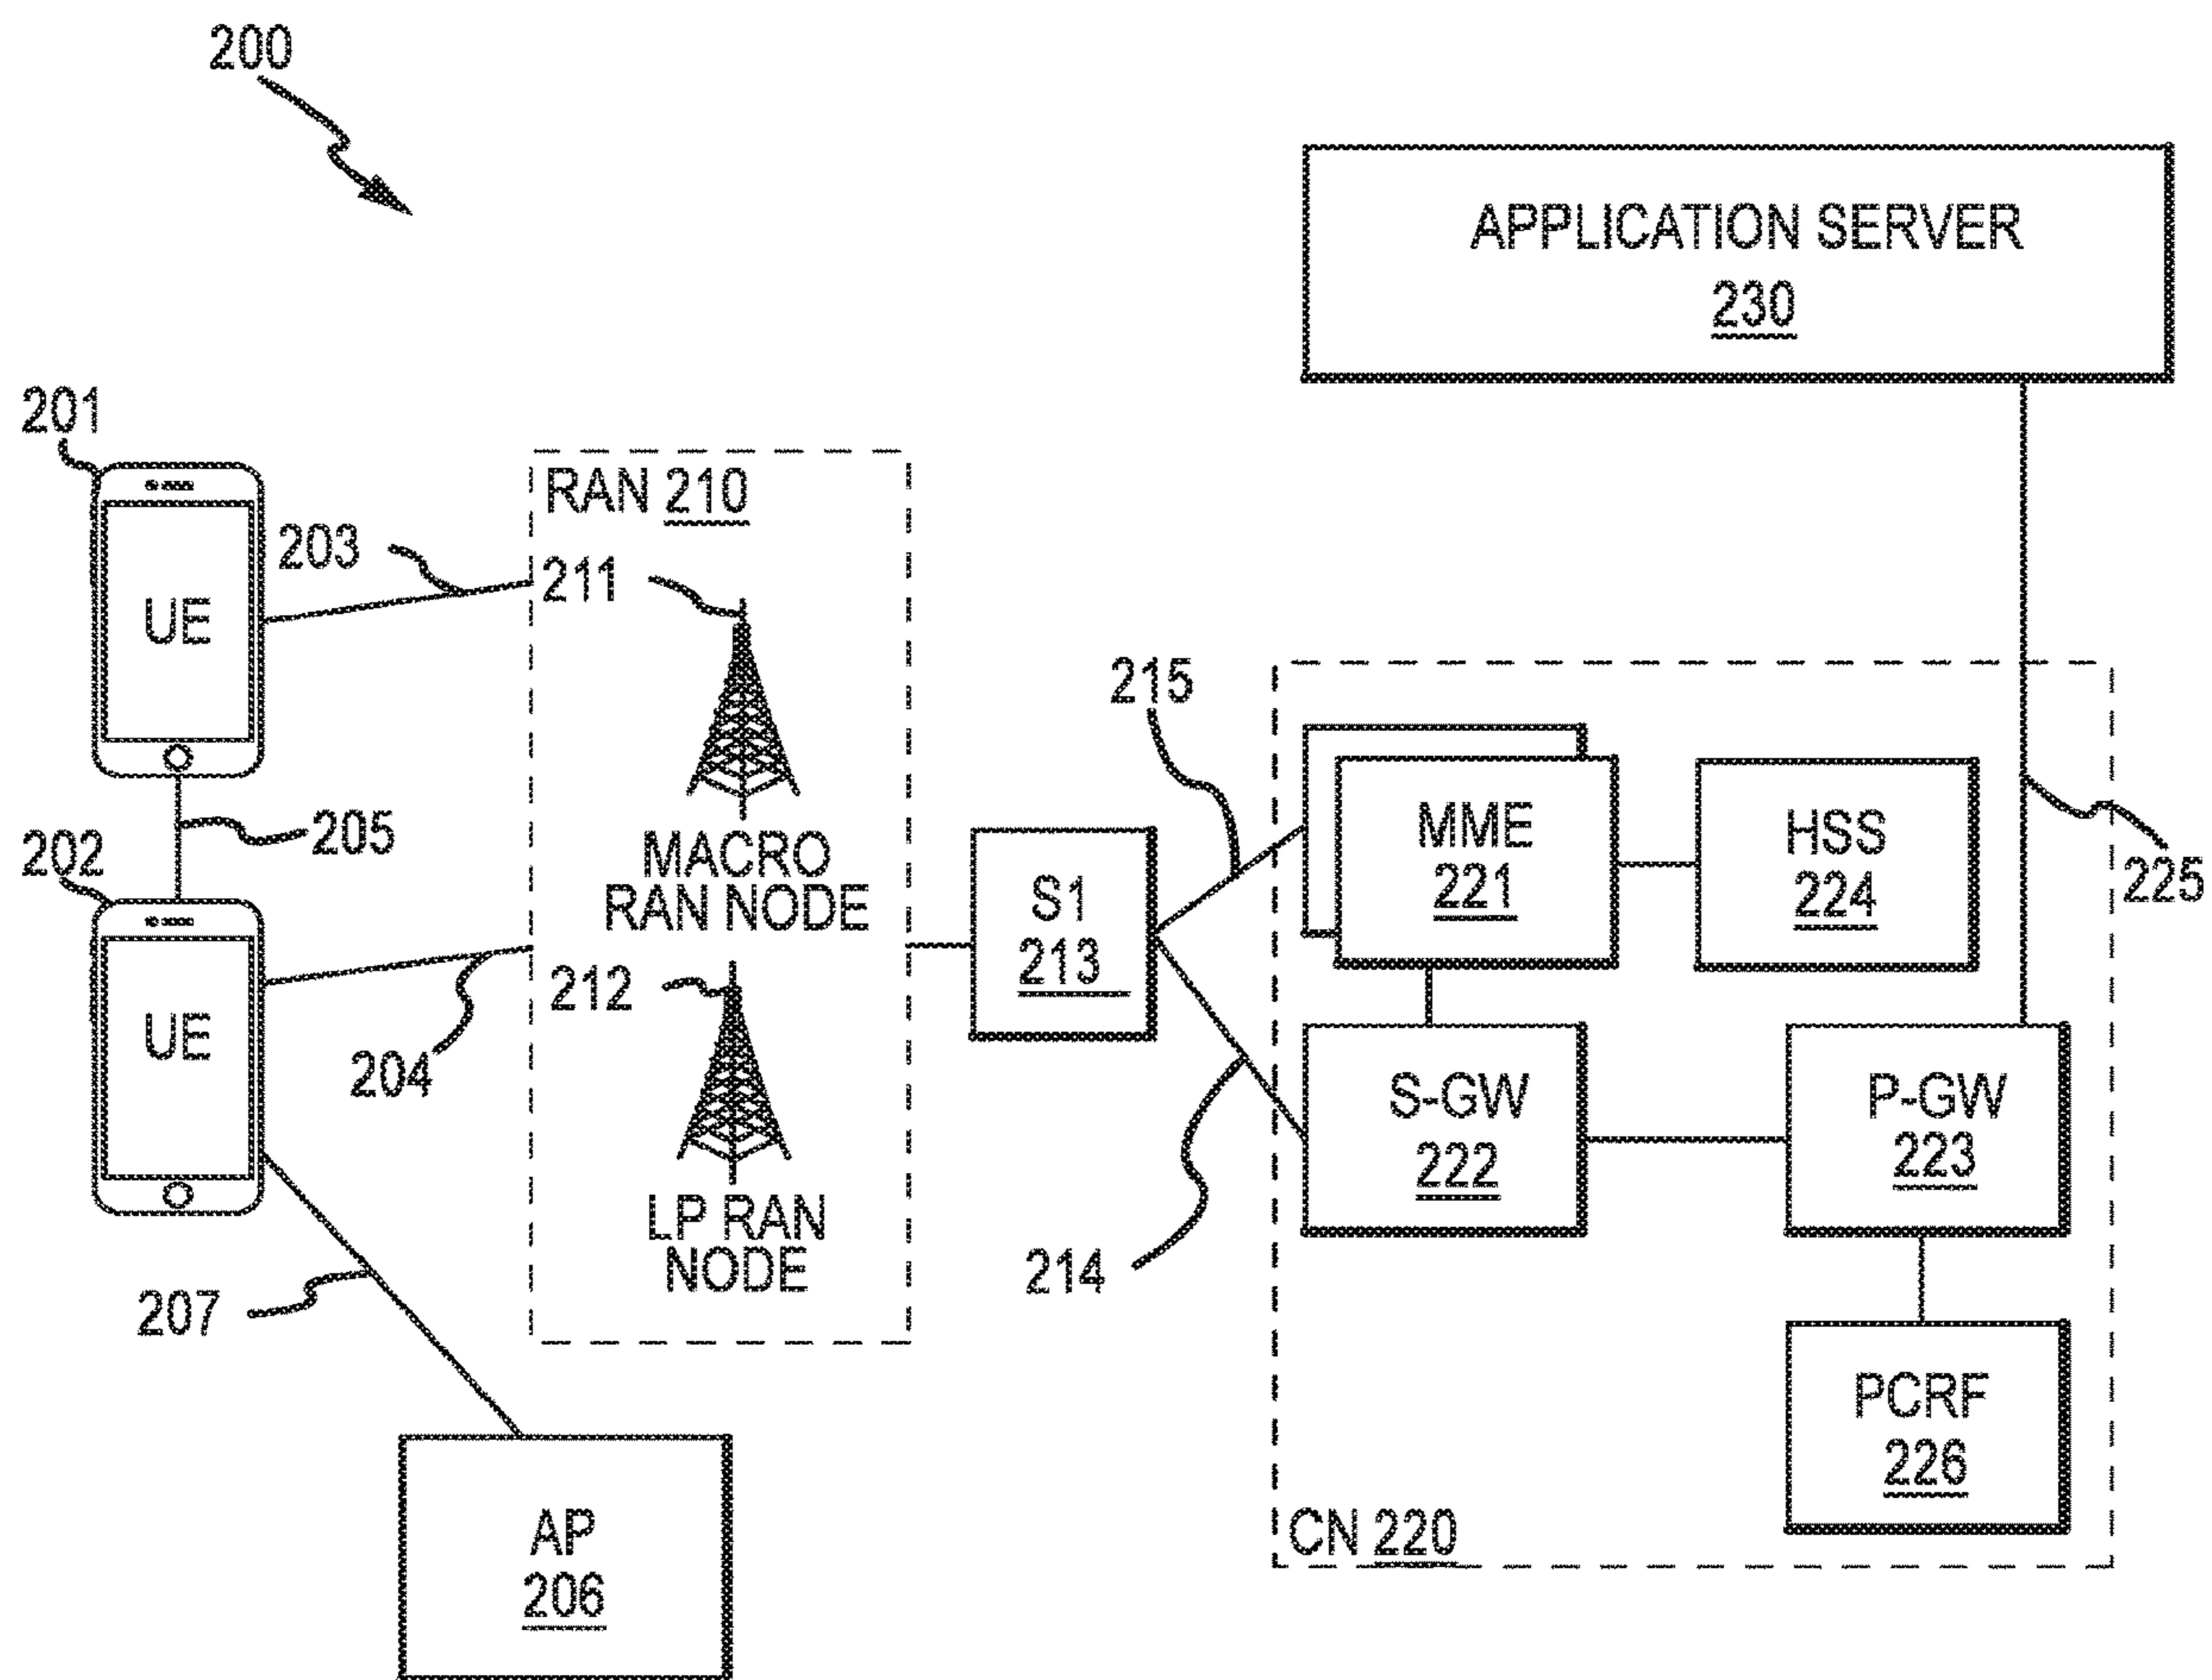 200
APPLICATION SERVER
230
201
UE
203
RAN 210
211
MACRO
RAN NODE
205
202
UE
204
212
LP RAN
NODE
207
AP
206
S1
213
215
214
MME
221
HSS
224
225
S-GW
222
P-GW
223
PCRF
226
CN 220